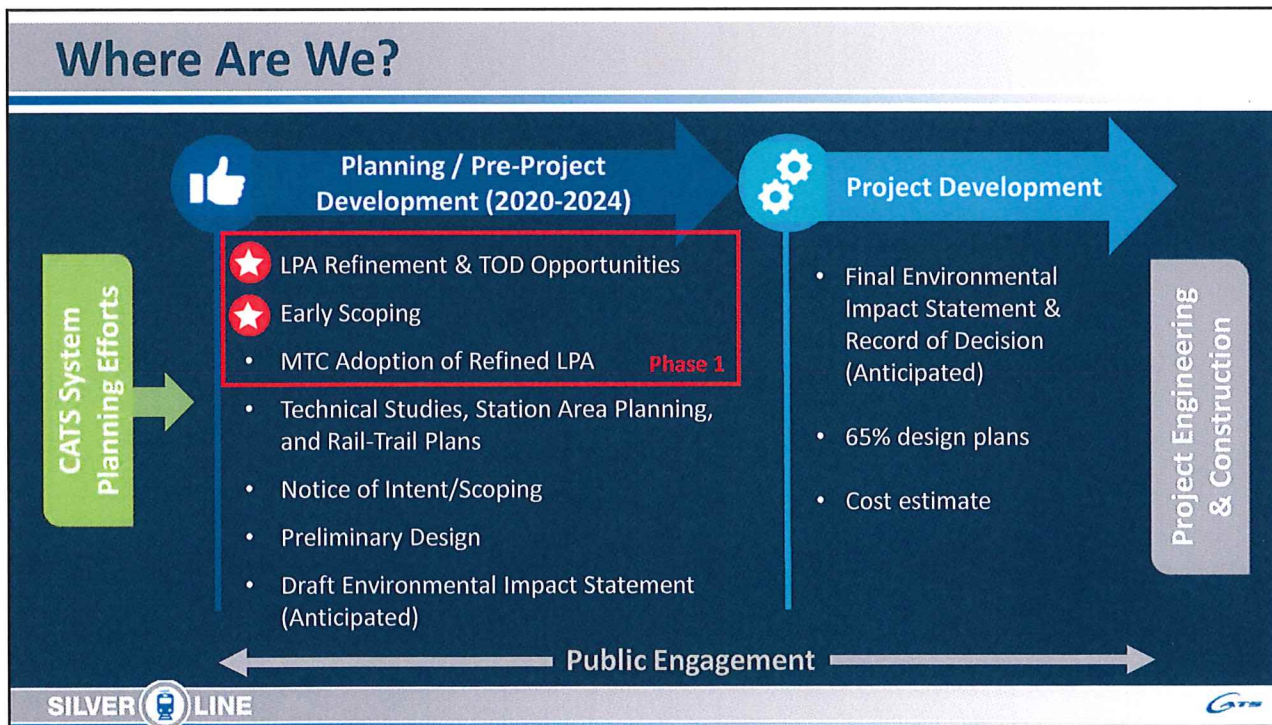 Where Are We?
Planning / Pre-Project
Development (2020-2024)
Project Development
CATS System
Planning Efforts
LPA Refinement & TOD Opportunities
Early Scoping
• MTC Adoption of Refined LPA
Phase 1
• Technical Studies, Station Area Planning,
and Rail-Trail Plans
• Notice of Intent/Scoping
• Preliminary Design
• Draft Environmental Impact Statement
(Anticipated)
• Final Environmental
Impact Statement &
Record of Decision
(Anticipated)
• 65% design plans
• Cost estimate
Project Engineering
& Construction
Public Engagement
SILVER LINE
CATS